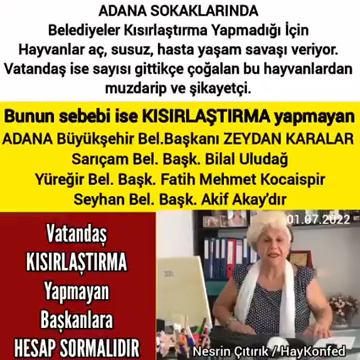 ADANA SOKAKLARINDA
Belediyeler Kısırlaştırma Yapmadığı İçin
Hayvanlar aç, susuz, hasta yaşam savaşı veriyor.
Vatandaş ise sayısı gittikçe çoğalan bu hayvanlardan
muzdarip ve şikayetçi.
Bunun sebebi ise KISIRLAŞTIRMA yapmayan
ADANA Büyükşehir Bel.Başkanı ZEYDAN KARALAR
Sarıçam Bel. Başk. Bilal Uludağ
Yüreğir Bel. Başk. Fatih Mehmet Kocaispir
Seyhan Bel. Başk. Akif Akay'dır
01.07.2022
Vatandaş
KISIRLAŞTIRMA
Yapmayan
Başkanlara
HESAP SORMALIDIR
Nesrin Çıtırık / HayKonfed